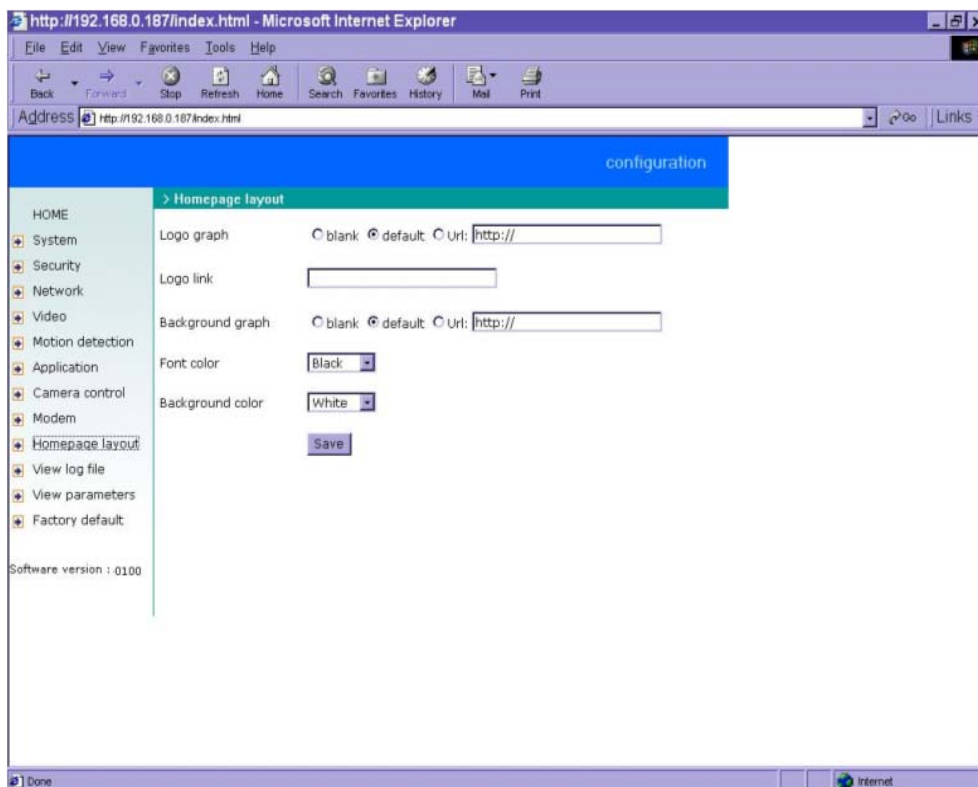 http://192.168.0.187/index.html - Microsoft Internet Explorer
File Edit View Favorites Tools Help
Back Forward Stop Refresh Home Search Favorites History Mail Print
Address http://192.168.0.187/index.html Go Links
configuration
> Homepage layout
HOME
System
Security
Network
Video
Motion detection
Application
Camera control
Modem
Homepage layout
View log file
View parameters
Factory default
Software version : 0100
Logo graph blank default Url: http://
Logo link
Background graph blank default Url: http://
Font color Black
Background color White
Save
Done Internet